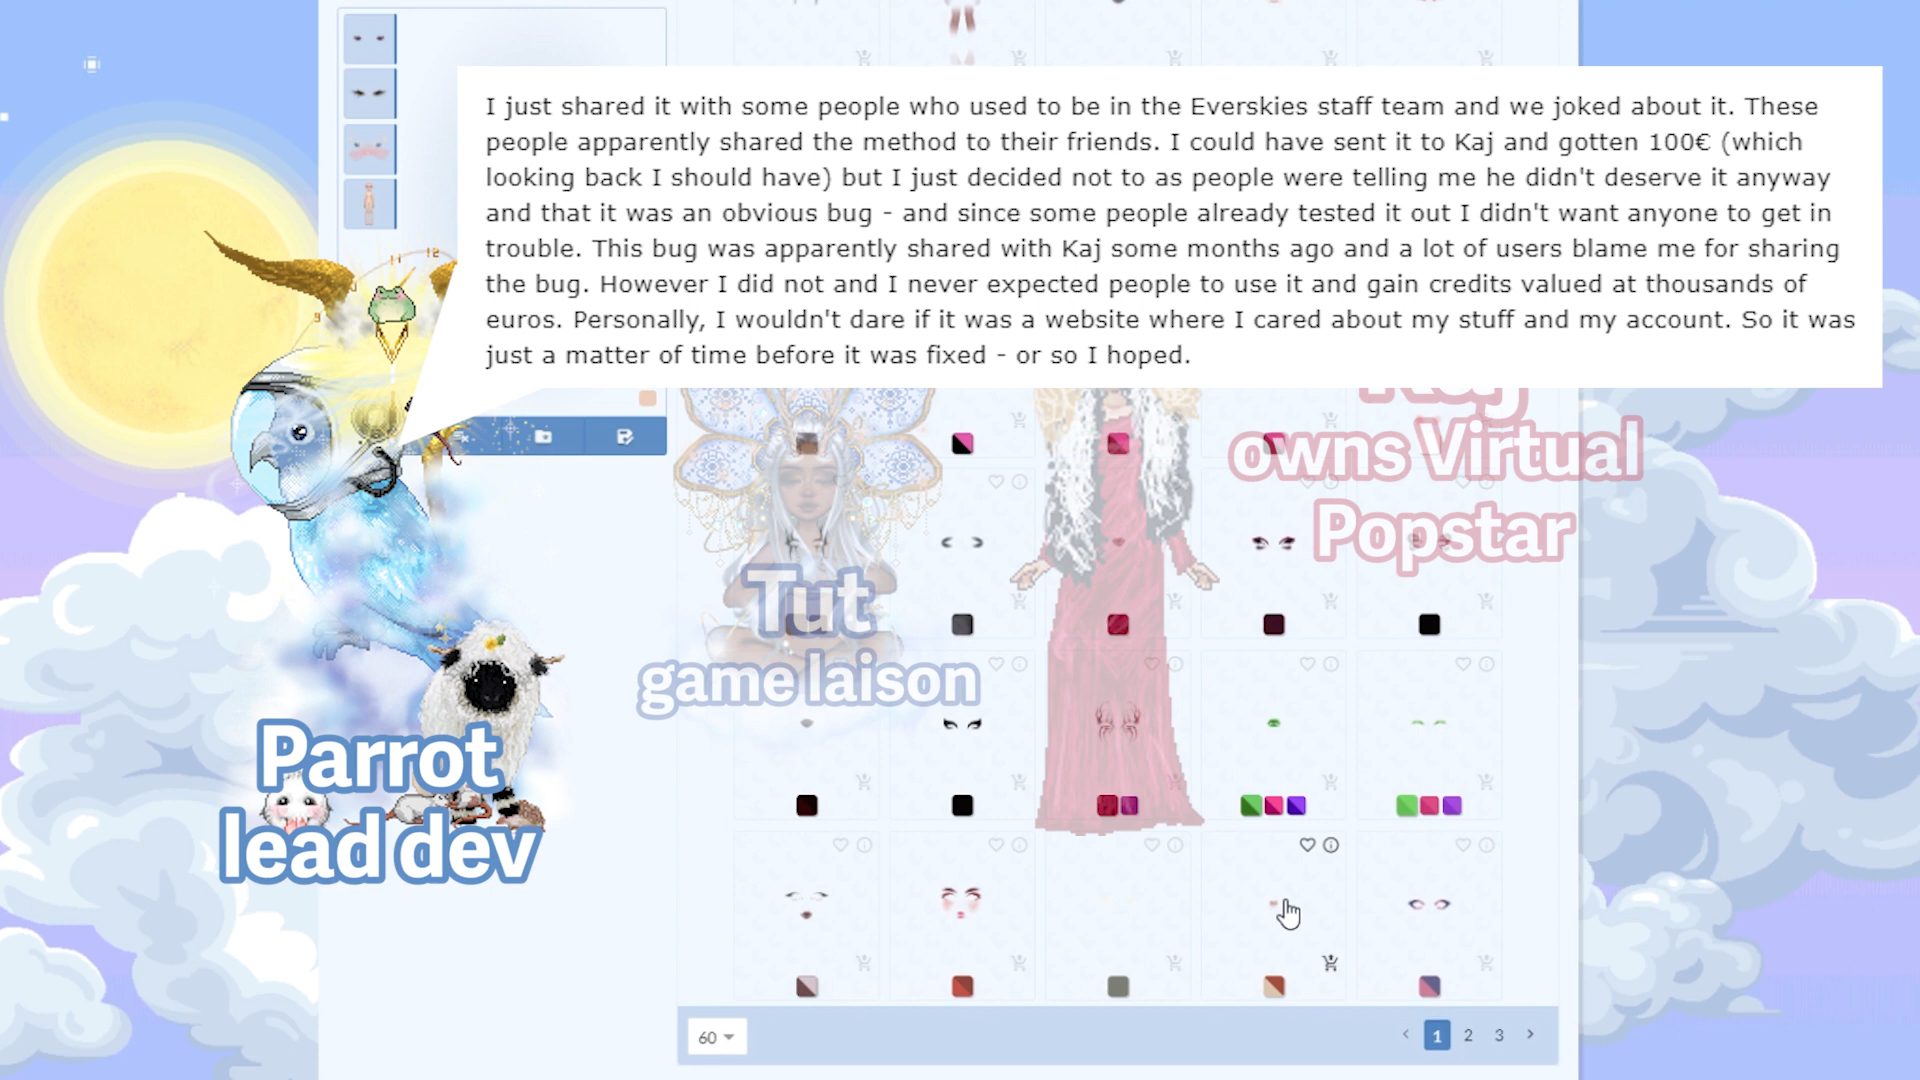 I just shared it with some people who used to be in the Everskies staff team and we joked about it. These
people apparently shared the method to their friends. I could have sent it to Kaj and gotten 100€ (which
looking back I should have) but I just decided not to as people were telling me he didn't deserve it anyway
and that it was an obvious bug - and since some people already tested it out I didn't want anyone to get in
trouble. This bug was apparently shared with Kaj some months ago and a lot of users blame me for sharing
the bug. However I did not and I never expected people to use it and gain credits valued at thousands of
euros. Personally, I wouldn't dare if it was a website where I cared about my stuff and my account. So it was
just a matter of time before it was fixed - or so I hoped.
11
12
9
owns Virtual
Popstar
Tut
game laison
Parrot
lead dev
60
1 2 3